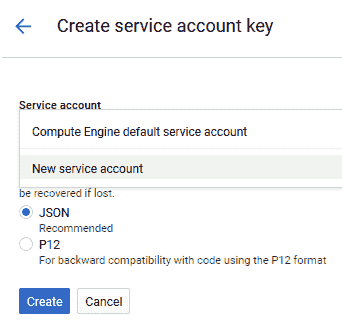 Create service account key
Service account
Compute Engine default service account
New service account
be recovered if lost.
JSON
Recommended
P12
For backward compatibility with code using the P12 format
Create Cancel